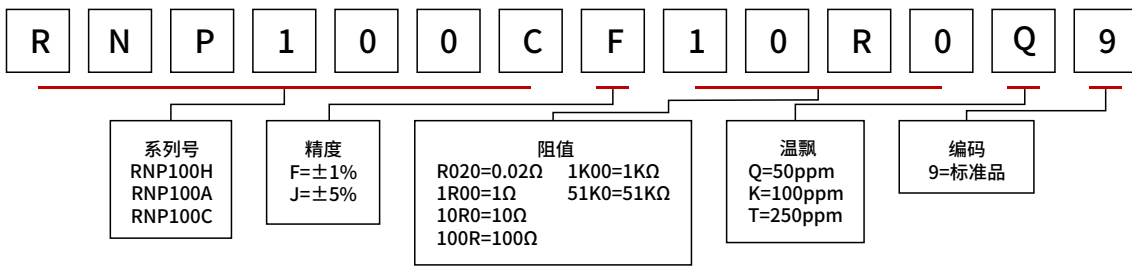 R N P 1 0 0 C F 1 0 R 0 Q 9
系列号
RNP100H
RNP100A
RNP100C
精度
F=±1%
J=±5%
阻值
R020=0.02Ω 1K00=1KΩ
1R00=1Ω 51K0=51KΩ
10R0=10Ω
100R=100Ω
温飘
Q=50ppm
K=100ppm
T=250ppm
编码
9=标准品